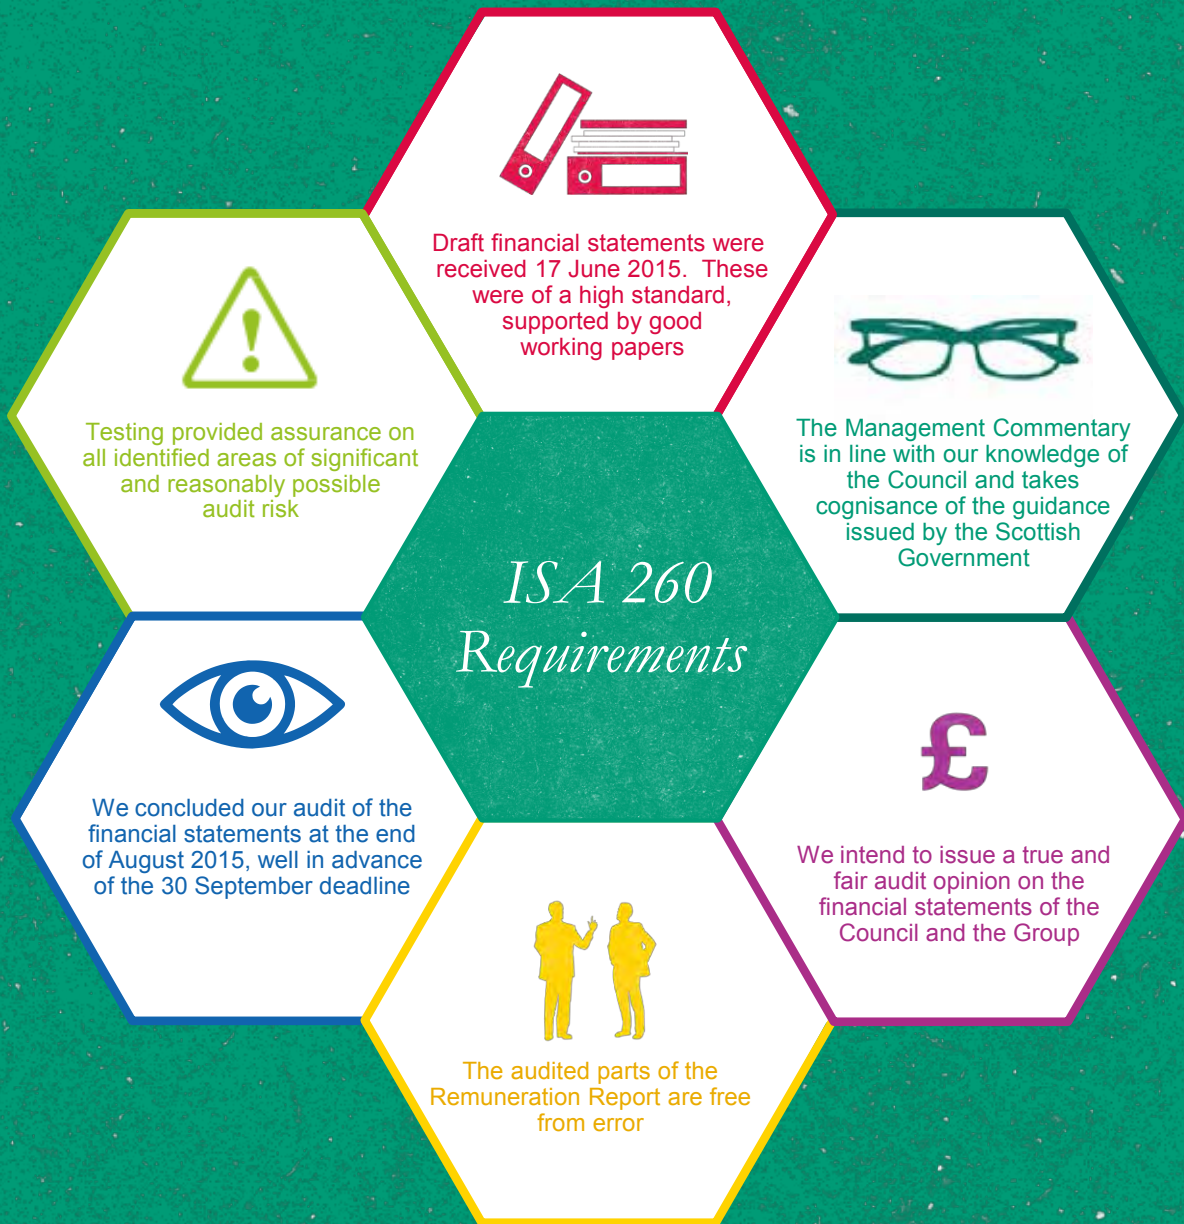 Draft financial statements were
received 17 June 2015.  These
were of a high standard,
supported by good
working papers
Testing provided assurance on
all identified areas of significant
and reasonably possible
audit risk
The Management Commentary
is in line with our knowledge of
the Council and takes
cognisance of the guidance
issued by the Scottish
Government
ISA 260
Requirements
We concluded our audit of the
financial statements at the end
of August 2015, well in advance
of the 30 September deadline
£
We intend to issue a true and
fair audit opinion on the
financial statements of the
Council and the Group
The audited parts of the
Remuneration Report are free
from error